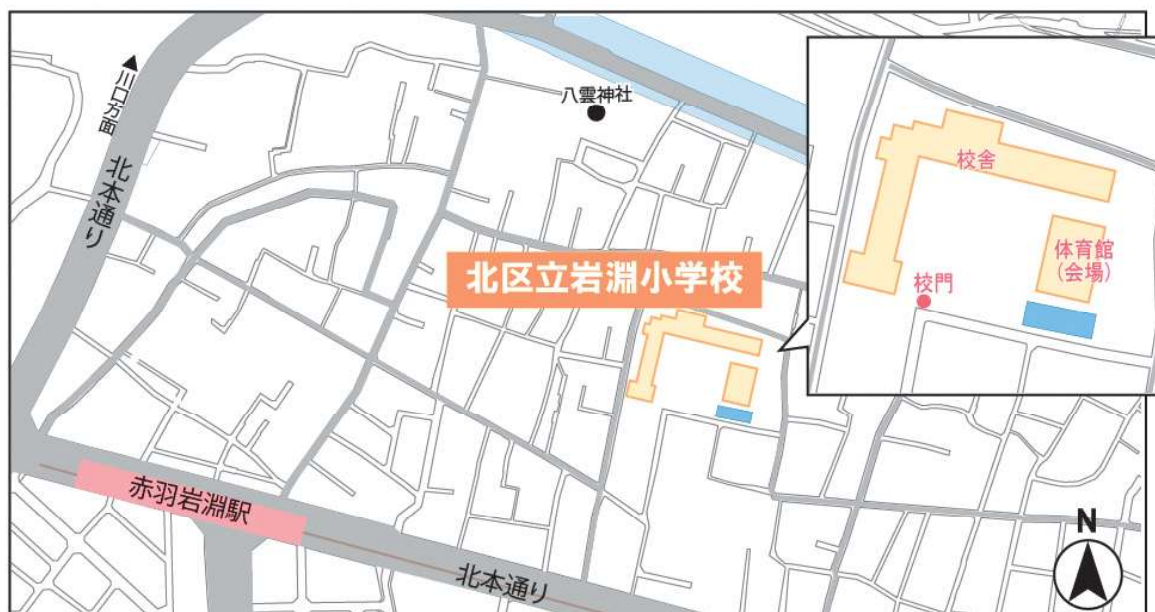 ▲川口方面
北本通り
八雲神社
北区立岩淵小学校
校舎
体育館
(会場)
校門
赤羽岩淵駅
北本通り
N